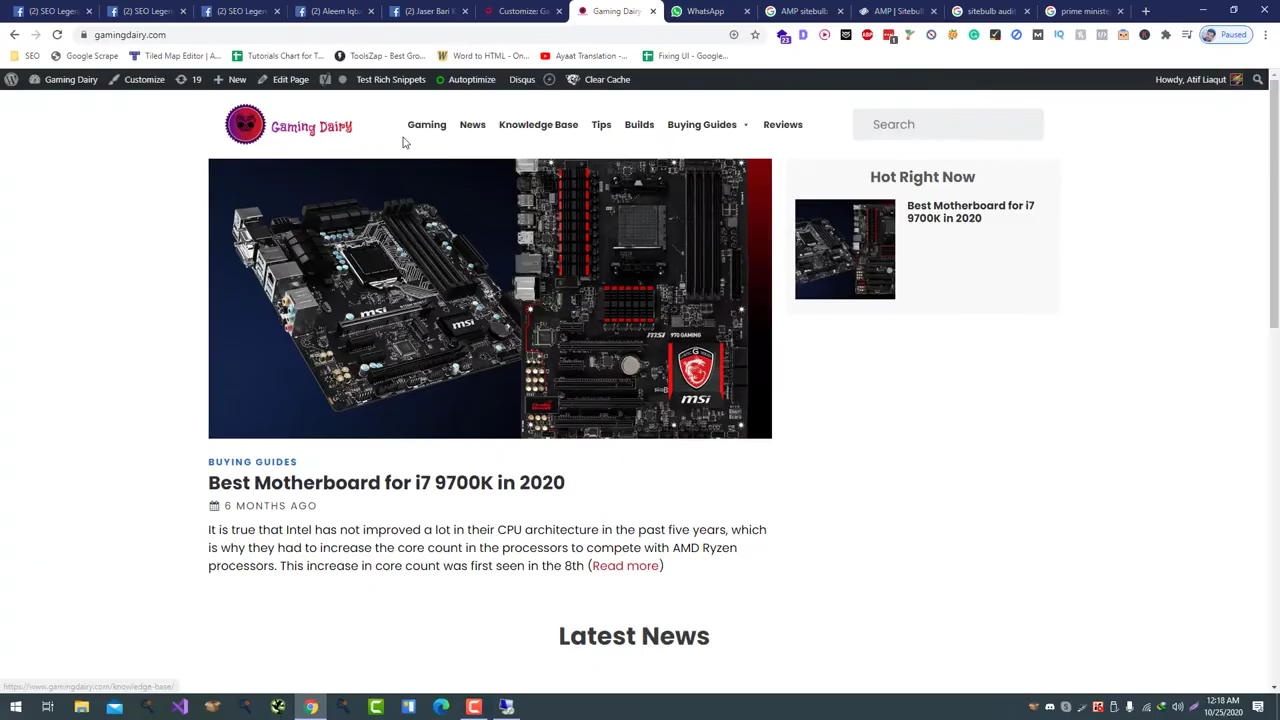 (2) SEO Legen
(2) SEO Legen
(2) SEO Legen
(2) Aleem Iqba
(2) Jaser Bari K
Customize: Ga
Gaming Dairy
WhatsApp
AMP sitebulb
AMP | Sitebulb
sitebulb audit
prime ministe
gamingdairy.com
Paused
SEO
Google Scrape
Tiled Map Editor | A...
Tutorials Chart for T...
ToolsZap - Best Gro...
Word to HTML - On...
Ayaat Translation -...
Fixing UI - Google...
Gaming Dairy
Customize
19
New
Edit Page
Test Rich Snippets
Autoptimize
Disqus
Clear Cache
Howdy, Atif Liaqut
Gaming Dairy
Gaming
News
Knowledge Base
Tips
Builds
Buying Guides
Reviews
Search
Hot Right Now
Best Motherboard for i7
9700K in 2020
msi
970 GAMING
msi
BUYING GUIDES
Best Motherboard for i7 9700K in 2020
6 MONTHS AGO
It is true that Intel has not improved a lot in their CPU architecture in the past five years, which
is why they had to increase the core count in the processors to compete with AMD Ryzen
processors. This increase in core count was first seen in the 8th (Read more)
Latest News
https://www.gamingdairy.com/knowledge-base/
12:18 AM
10/25/2020